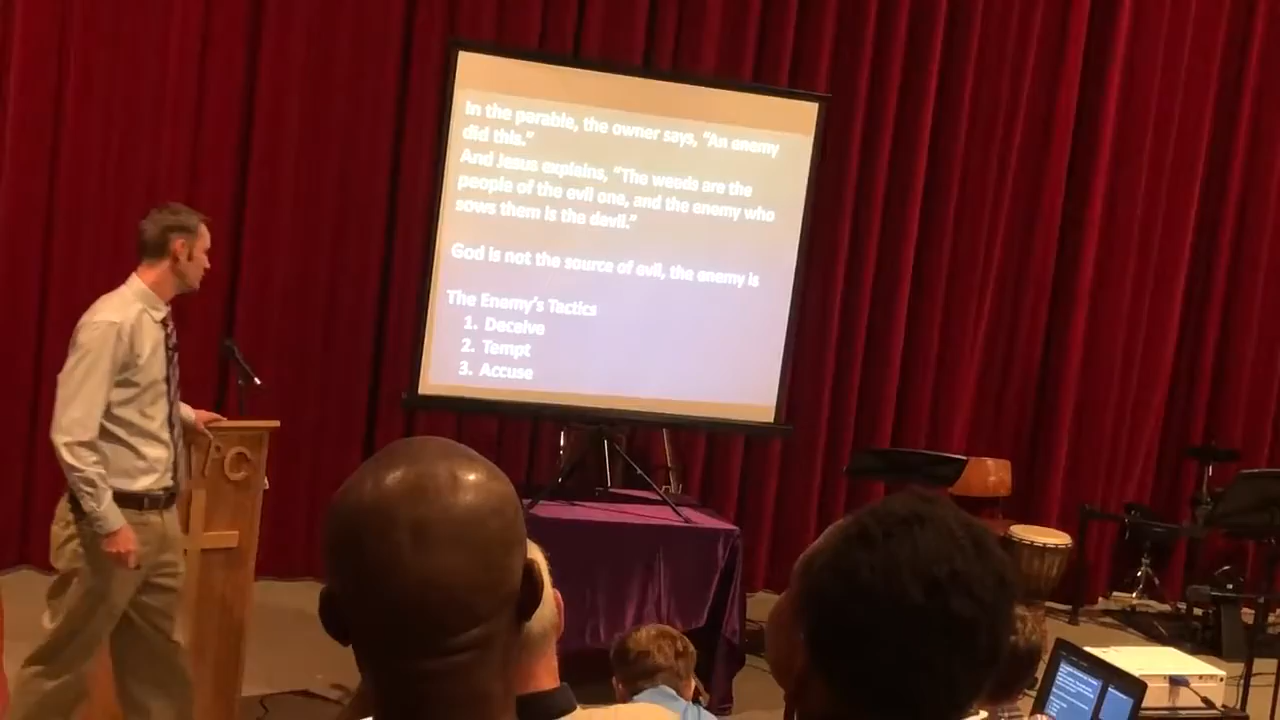 In the parable, the owner says, "An enemy
did this."
And Jesus explains, "The weeds are the
people of the evil one, and the enemy who
sows them is the devil."
God is not the source of evil, the enemy is
The Enemy's Tactics
1. Deceive
2. Tempt
3. Accuse
PC